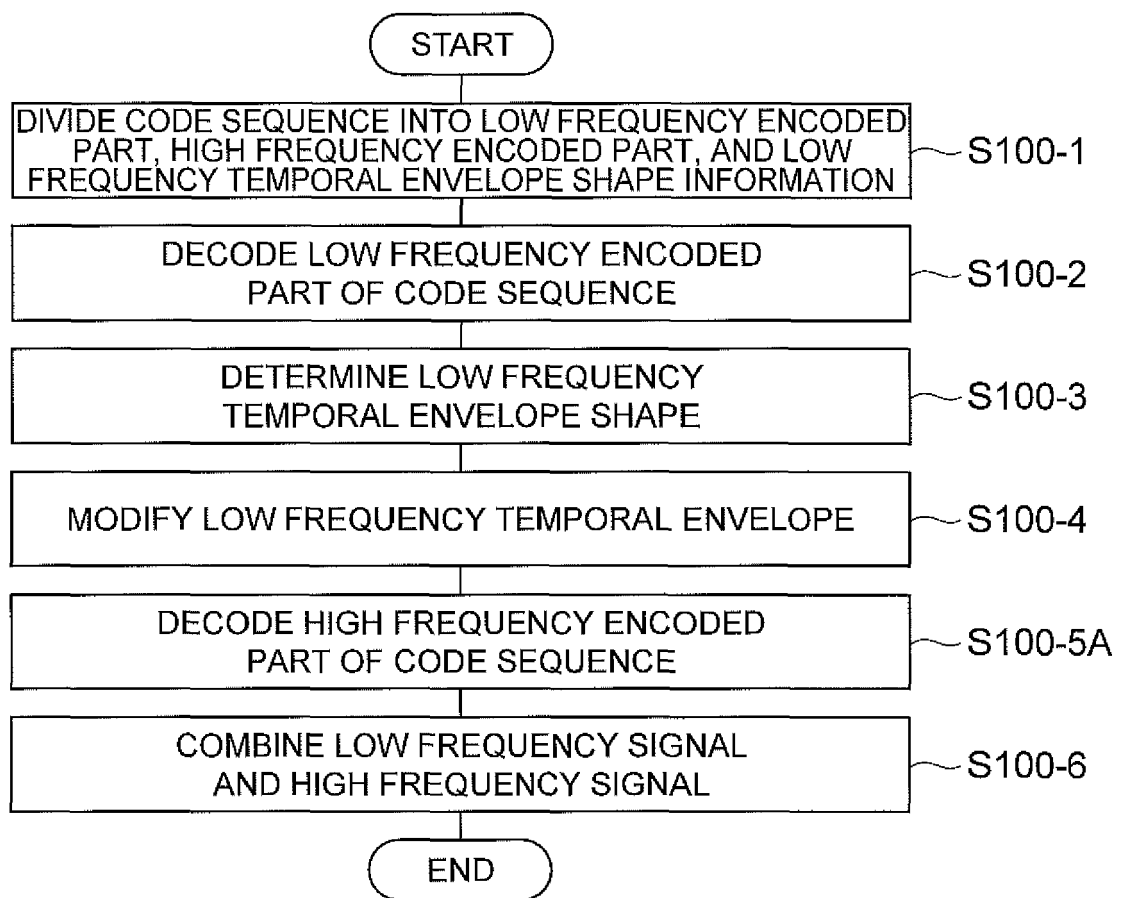 START
DIVIDE CODE SEQUENCE INTO LOW FREQUENCY ENCODED
PART, HIGH FREQUENCY ENCODED PART, AND LOW
FREQUENCY TEMPORAL ENVELOPE SHAPE INFORMATION
S100-1
DECODE LOW FREQUENCY ENCODED
PART OF CODE SEQUENCE
S100-2
DETERMINE LOW FREQUENCY
TEMPORAL ENVELOPE SHAPE
S100-3
MODIFY LOW FREQUENCY TEMPORAL ENVELOPE
S100-4
DECODE HIGH FREQUENCY ENCODED
PART OF CODE SEQUENCE
S100-5A
COMBINE LOW FREQUENCY SIGNAL
AND HIGH FREQUENCY SIGNAL
S100-6
END